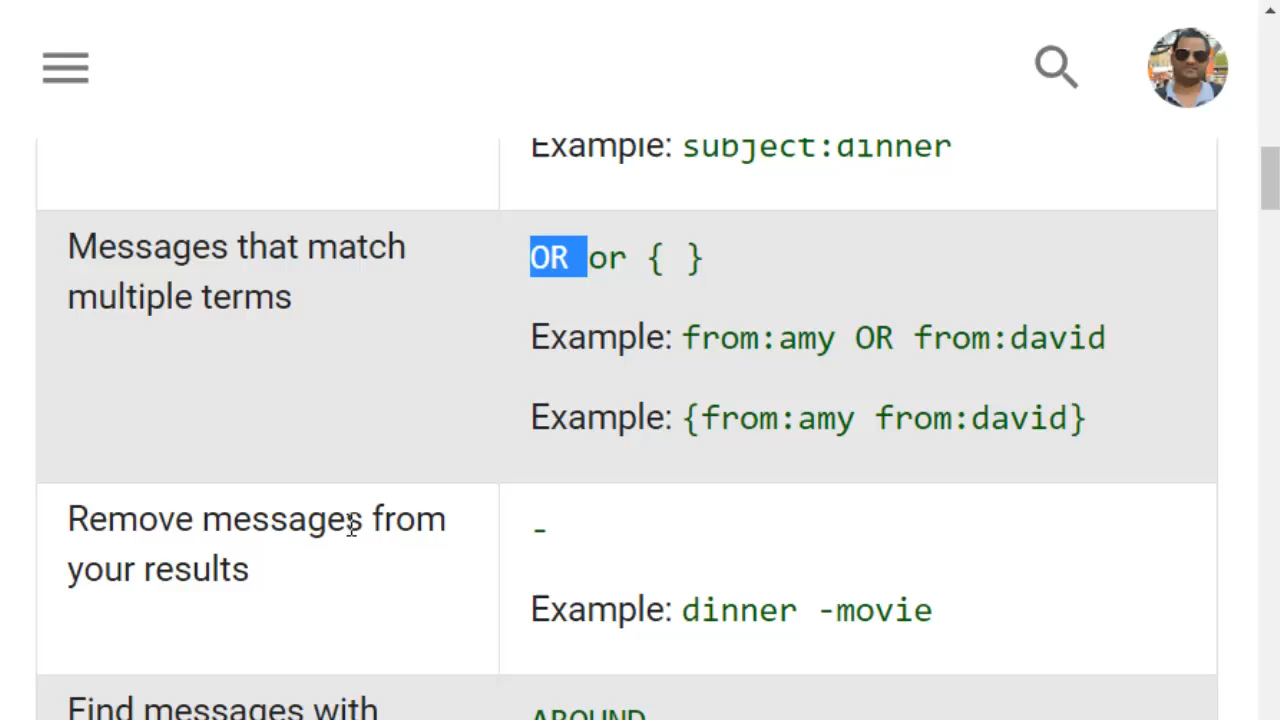 Example: subject:dinner
Messages that match
multiple terms
OR or { }
Example: from:amy OR from:david
Example: {from:amy from:david}
Remove messages from
your results
-
Example: dinner -movie
Find messages with
AROUND